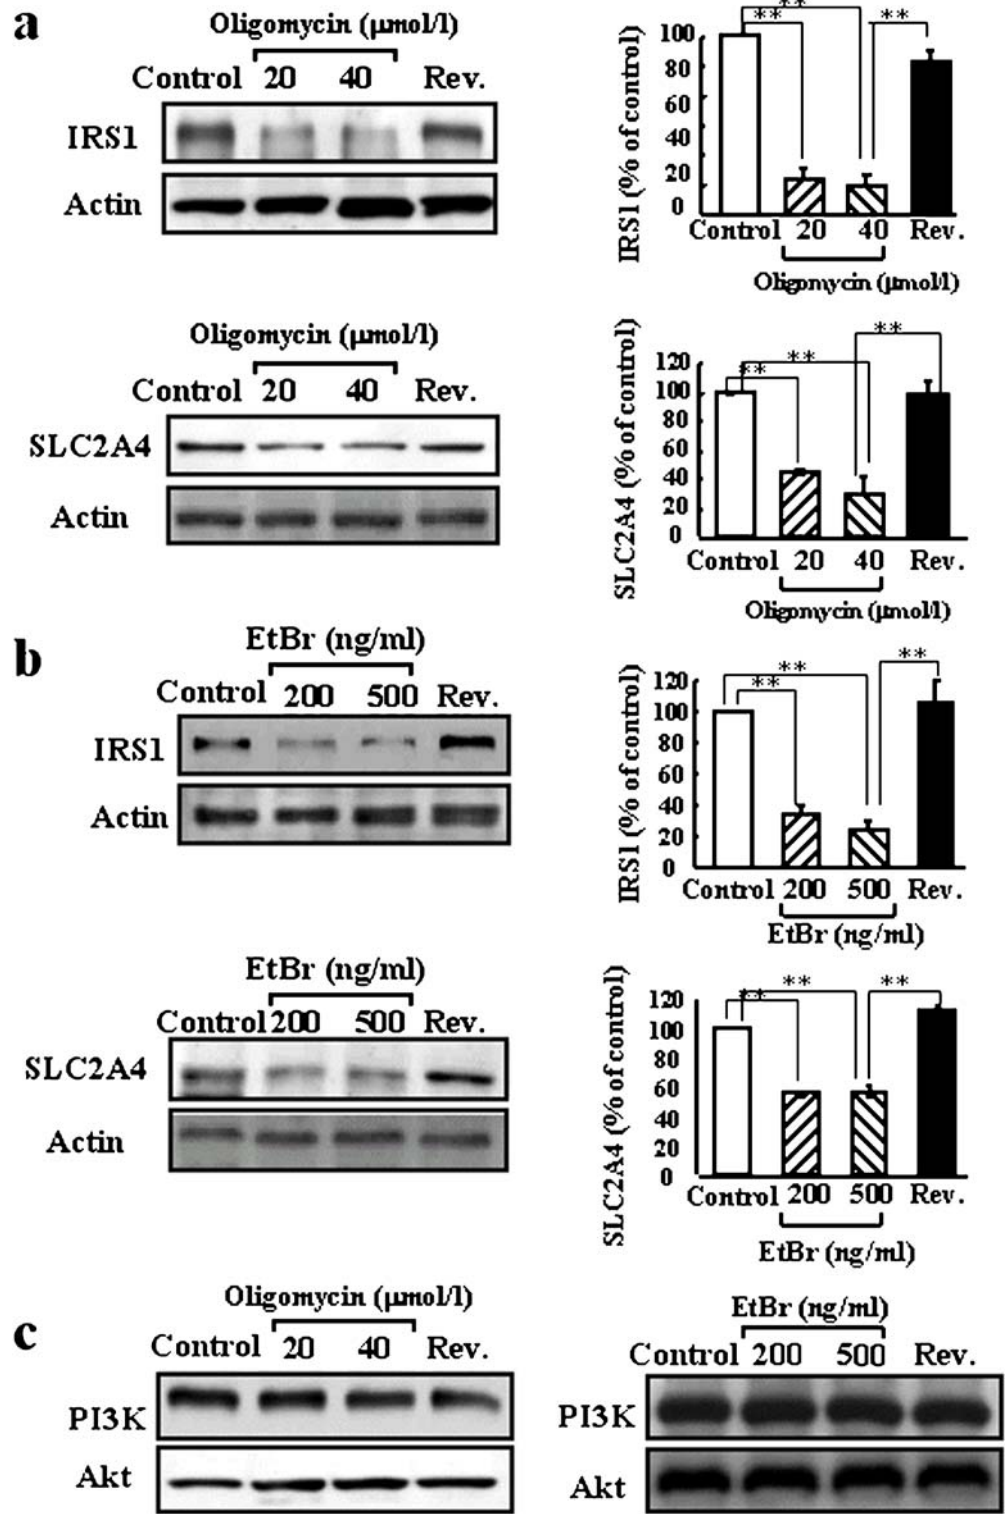 a
Oligomycin (μmol/l)
Control 20 40 Rev.
IRS1
Actin
IRS1 (% of control)
100
80
60
40
20
0
** ** **
Control 20 40 Rev.
Oligomycin (μmol/l)
Oligomycin (μmol/l)
Control 20 40 Rev.
SLC2A4
Actin
SLC2A4 (% of control)
120
100
80
60
40
20
0
** ** **
Control 20 40 Rev.
Oligomycin (μmol/l)
b
EtBr (ng/ml)
Control 200 500 Rev.
IRS1
Actin
IRS1 (% of control)
120
100
80
60
40
20
0
** ** **
Control 200 500 Rev.
EtBr (ng/ml)
EtBr (ng/ml)
Control 200 500 Rev.
SLC2A4
Actin
SLC2A4 (% of control)
120
100
80
60
40
20
0
** ** **
Control 200 500 Rev.
EtBr (ng/ml)
c
Oligomycin (μmol/l)
Control 20 40 Rev.
PI3K
Akt
EtBr (ng/ml)
Control 200 500 Rev.
PI3K
Akt